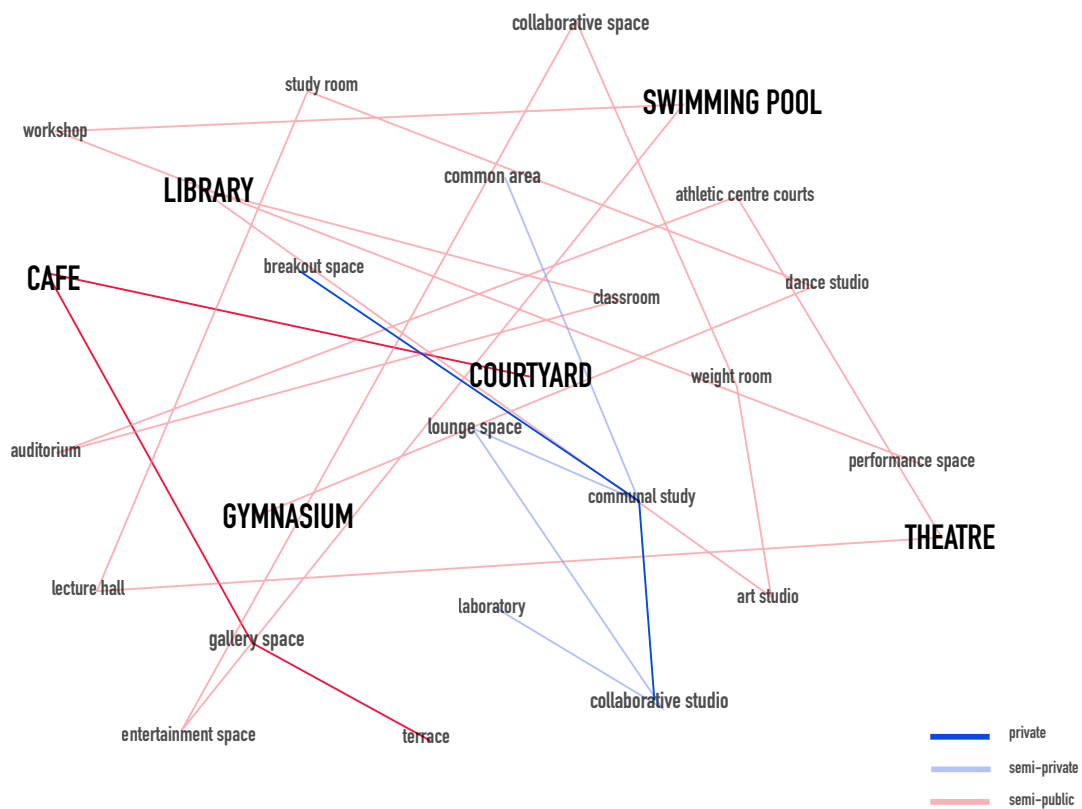 collaborative space
study room
SWIMMING POOL
workshop
common area
LIBRARY
athletic centre courts
breakout space
CAFE
dance studio
classroom
COURTYARD
weight room
lounge space
auditorium
performance space
communal study
GYMNASIUM
THEATRE
lecture hall
art studio
laboratory
gallery space
collaborative studio
entertainment space
terrace
private
semi-private
semi-public